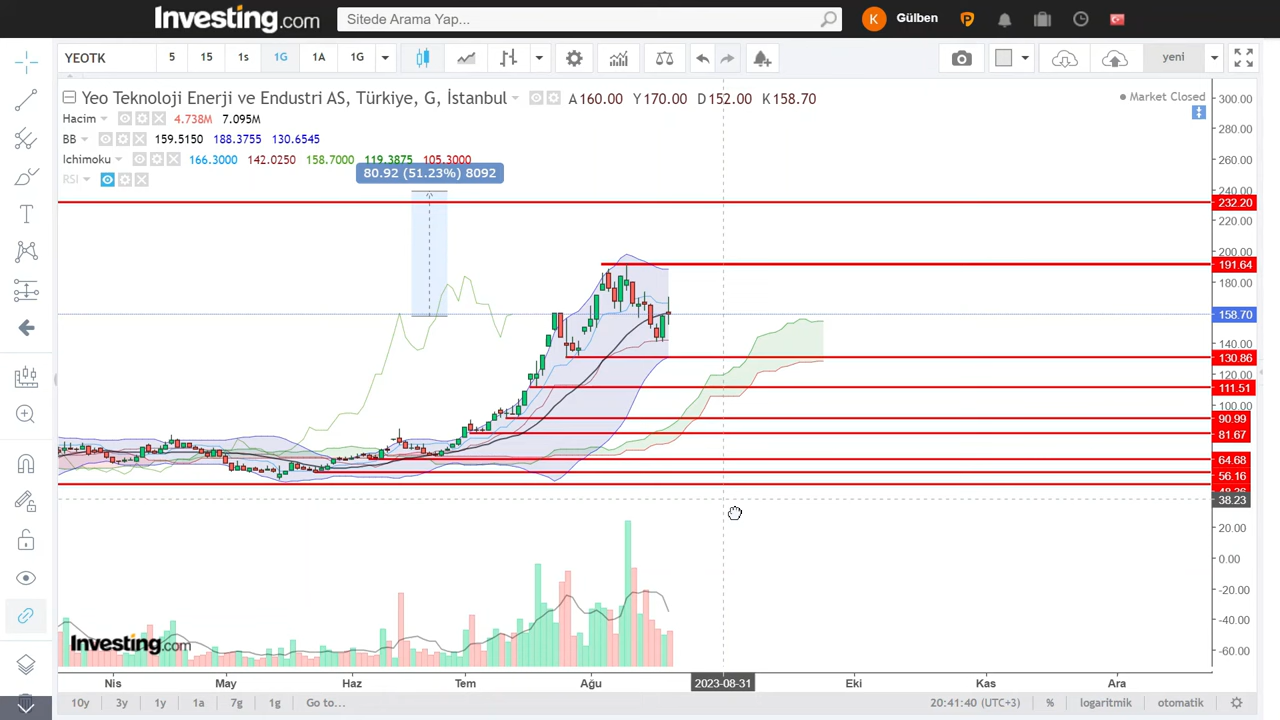 Investing.com
Sitede Arama Yap...
K Gülben
YEOTK 5 15 1s 1G 1A 1G yeni
Yeo Teknoloji Enerji ve Endustri AS, Türkiye, G, İstanbul A160.00 Y170.00 D152.00 K158.70
Market Closed
Hacim 4.738M 7.095M
BB 159.5150 188.3755 130.6545
Ichimoku 166.3000 142.0250 158.7000 119.3875 105.3000
RSI
80.92 (51.23%) 8092
300.00
280.00
260.00
240.00
232.20
220.00
200.00
191.64
180.00
158.70
140.00
130.86
120.00
111.51
100.00
90.99
81.67
64.68
56.16
38.23
20.00
0.00
-20.00
-40.00
-60.00
Investing.com
Nis May Haz Tem Ağu 2023-08-31 Eki Kas Ara
10y 3y 1y 1a 7g 1g Go to... 20:41:40 (UTC+3) % logaritmik otomatik